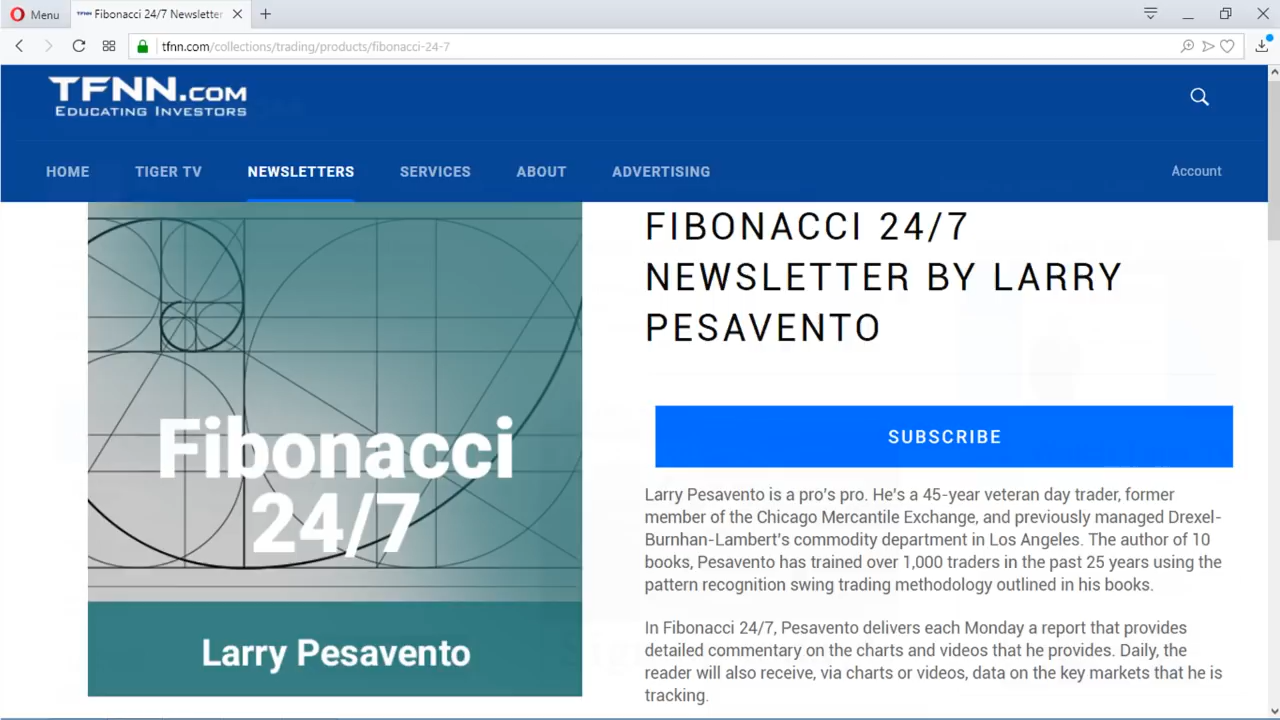 Menu
Fibonacci 24/7 Newsletter
tfnn.com/collections/trading/products/fibonacci-24-7
TFNN.COM
EDUCATING INVESTORS
HOME
TIGER TV
NEWSLETTERS
SERVICES
ABOUT
ADVERTISING
Account
Fibonacci
24/7
Larry Pesavento
FIBONACCI 24/7
NEWSLETTER BY LARRY
PESAVENTO
SUBSCRIBE
Larry Pesavento is a pro's pro. He's a 45-year veteran day trader, former
member of the Chicago Mercantile Exchange, and previously managed Drexel-
Burnhan-Lambert's commodity department in Los Angeles. The author of 10
books, Pesavento has trained over 1,000 traders in the past 25 years using the
pattern recognition swing trading methodology outlined in his books.
In Fibonacci 24/7, Pesavento delivers each Monday a report that provides
detailed commentary on the charts and videos that he provides. Daily, the
reader will also receive, via charts or videos, data on the key markets that he is
tracking.